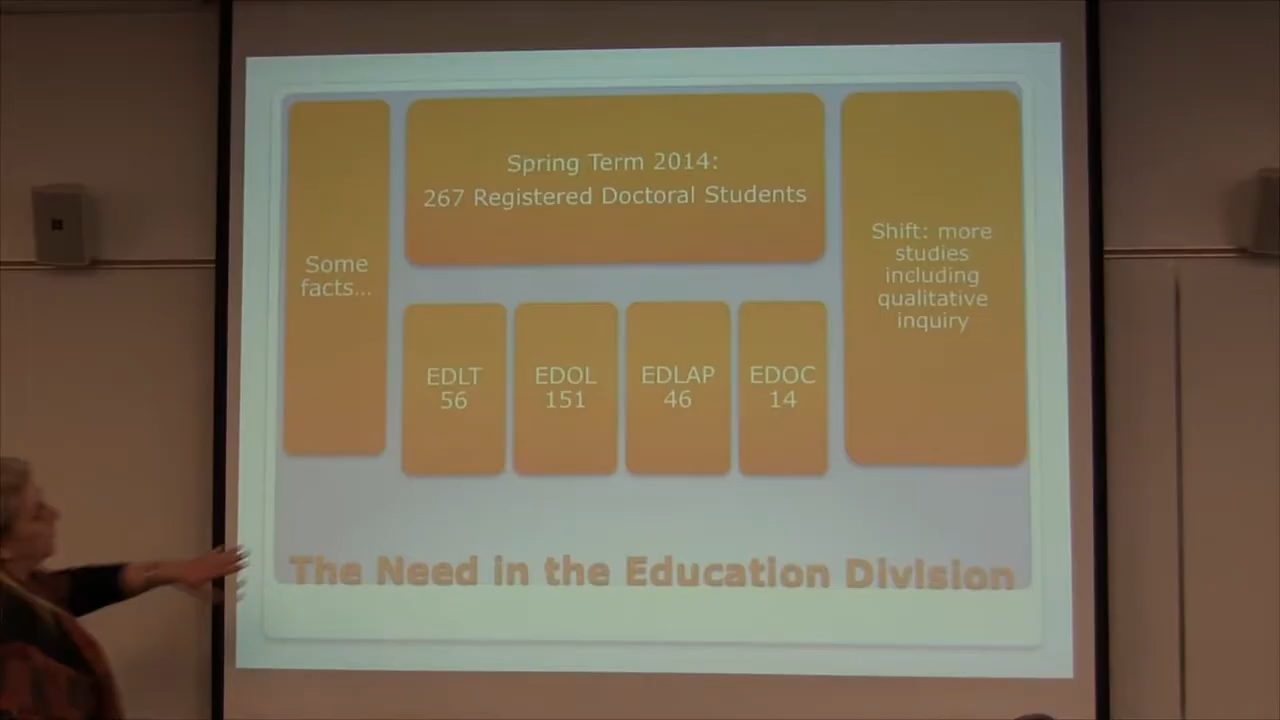 Some
facts...
Spring Term 2014:
267 Registered Doctoral Students
EDLT
56
EDOL
151
EDLAP
46
EDOC
14
Shift: more
studies
including
qualitative
inquiry
The Need in the Education Division